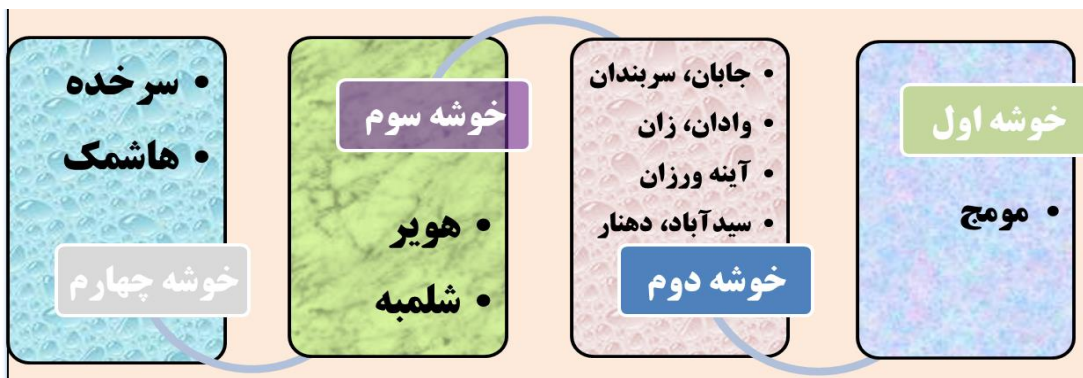 خوشه اول
• مومج
• جابان، سربندان
• وادان، زان
• آینه ورزان
• سیدآباد، دهنار
خوشه دوم
خوشه سوم
• هویر
• شلمبه
• سرخده
• هاشمک
خوشه چهارم